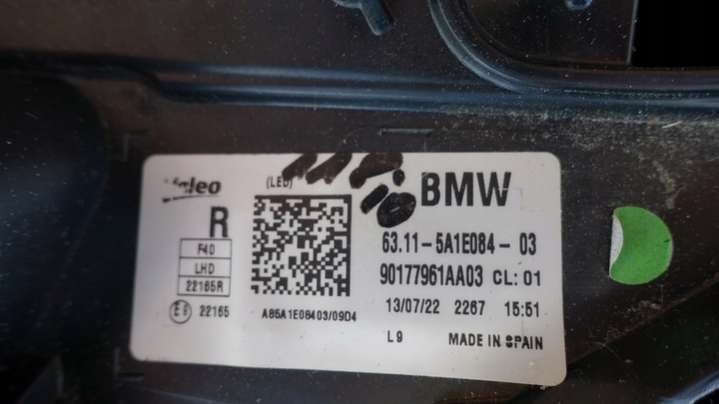 Valeo
(LED)
BMW
R
F40
LHD
22165R
22165
63.11- 5A1E084- 03
90177961AA03 CL: 01
13/07/22 2267 15:51
A85A1E08403/09D4
L9 MADE IN SPAIN